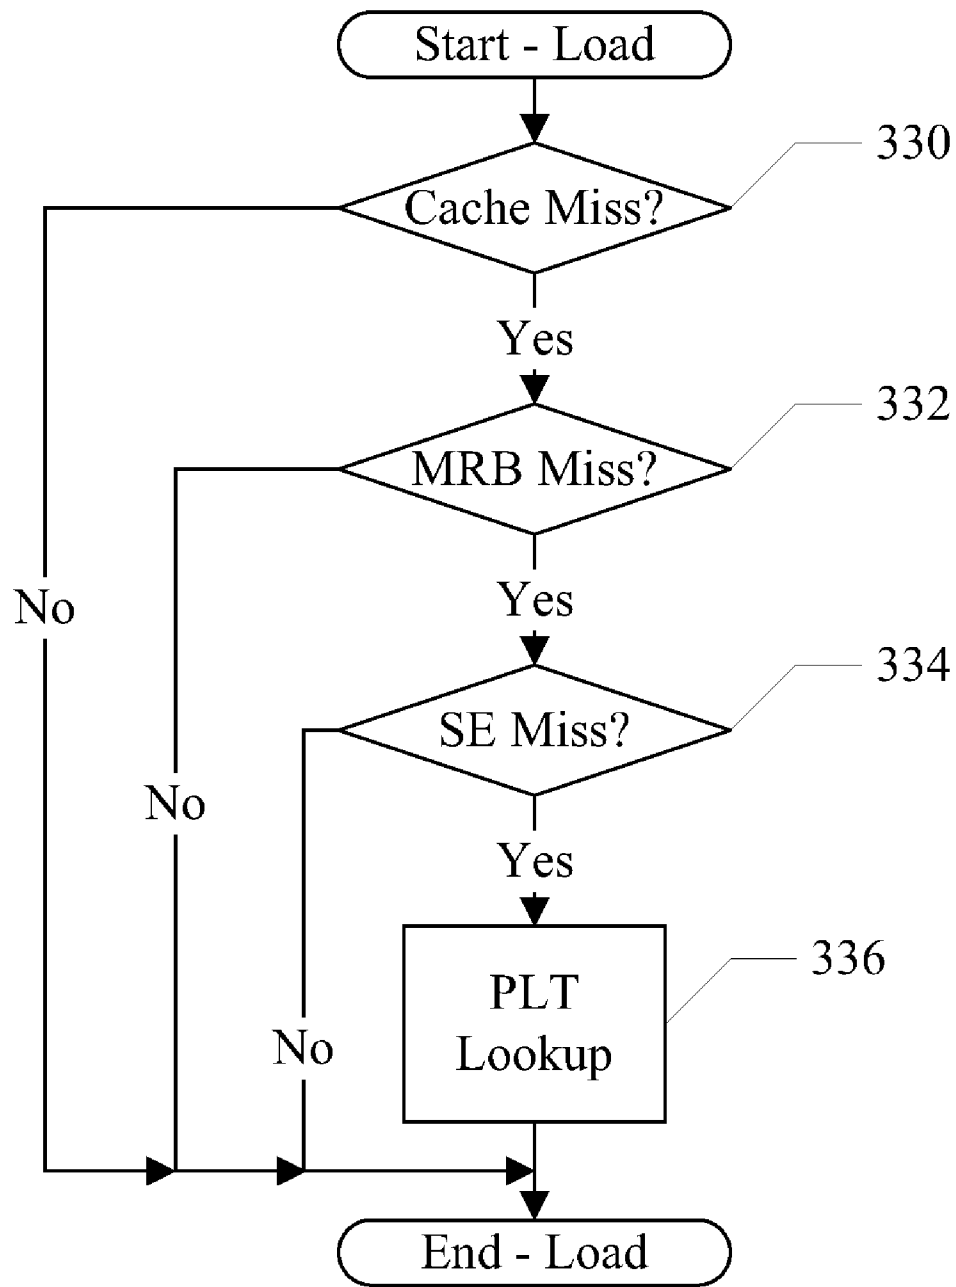 Start - Load
330
Cache Miss?
Yes
332
MRB Miss?
No
Yes
334
SE Miss?
No
Yes
336
PLT
Lookup
No
End - Load